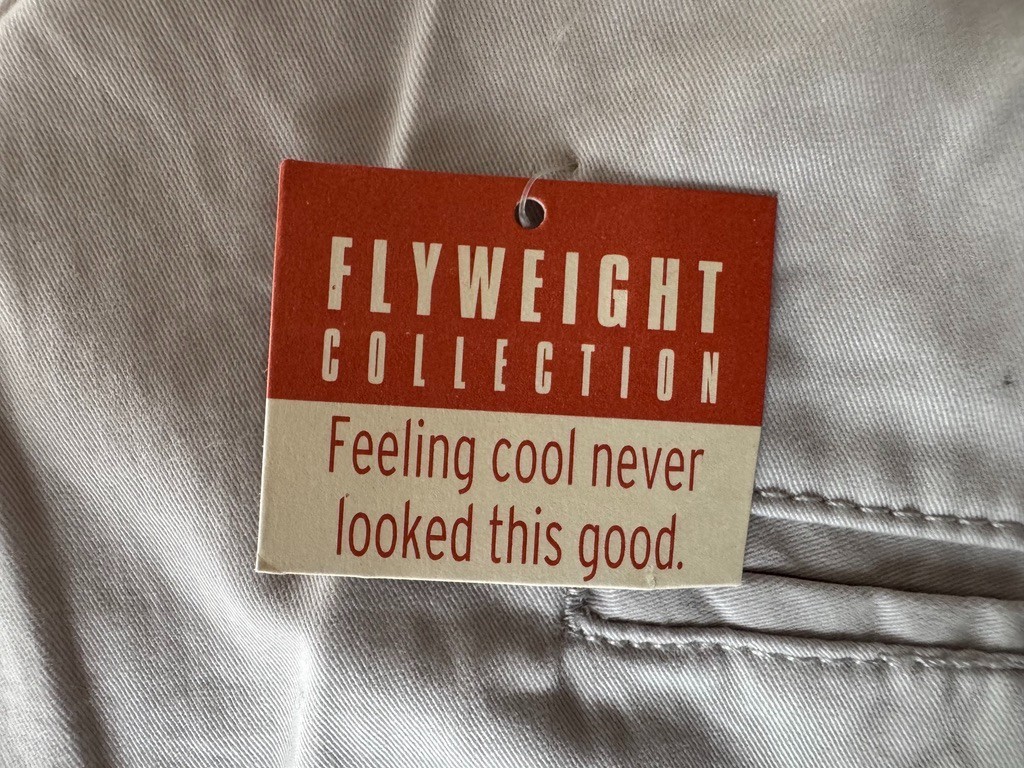 FLYWEIGHT
COLLECTION
Feeling cool never
looked this good.